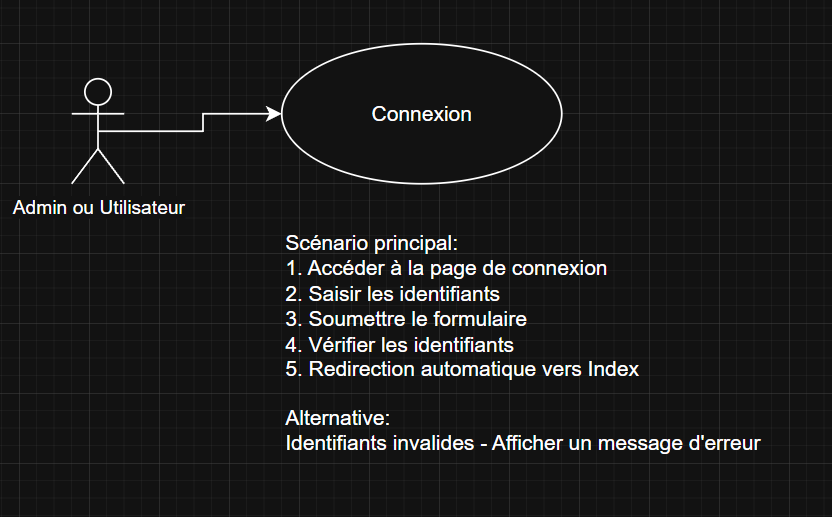 Connexion
Admin ou Utilisateur
Scénario principal:
1. Accéder à la page de connexion
2. Saisir les identifiants
3. Soumettre le formulaire
4. Vérifier les identifiants
5. Redirection automatique vers Index
Alternative:
Identifiants invalides - Afficher un message d'erreur